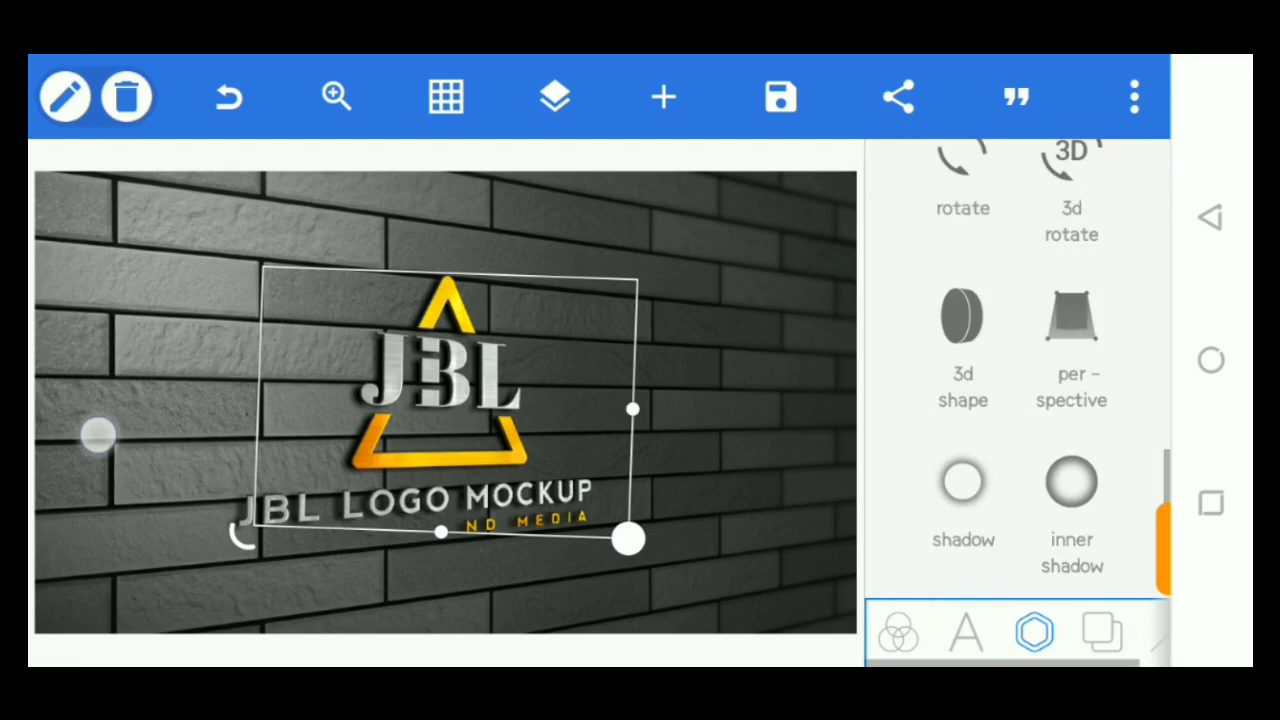 3D
rotate
3d
rotate
3d
shape
per -
spective
shadow
inner
shadow
JBL
JBL LOGO MOCKUP
ND MEDIA